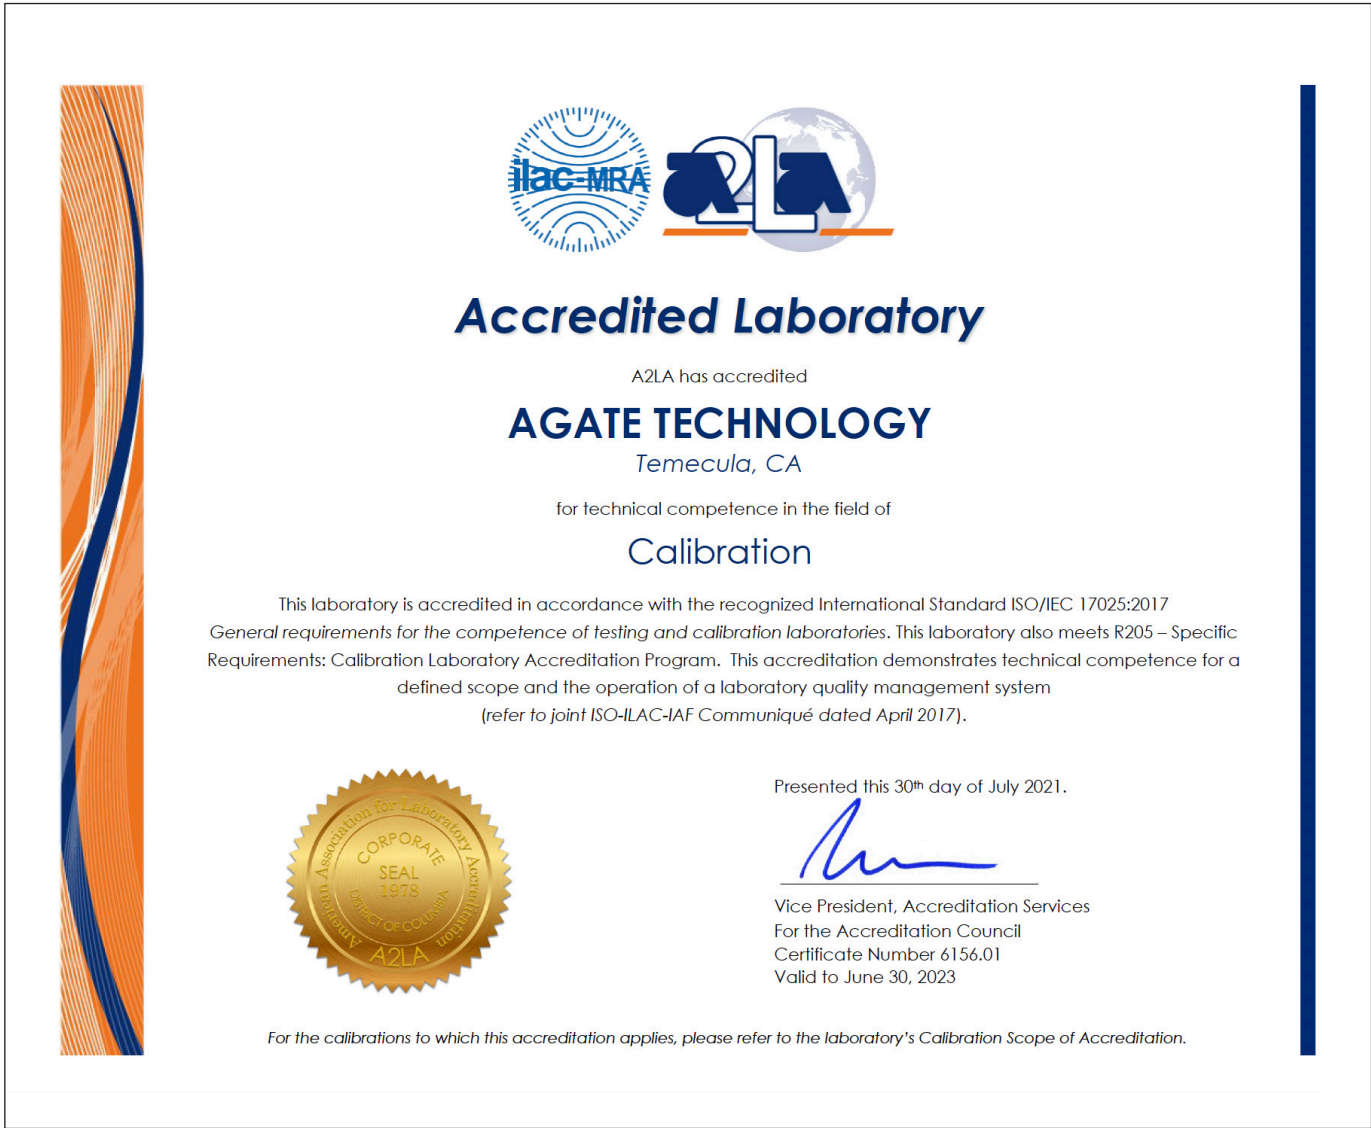 ilac-MRA
A2LA
Accredited Laboratory
A2LA has accredited
AGATE TECHNOLOGY
Temecula, CA
for technical competence in the field of
Calibration
This laboratory is accredited in accordance with the recognized International Standard ISO/IEC 17025:2017
General requirements for the competence of testing and calibration laboratories. This laboratory also meets R205 – Specific
Requirements: Calibration Laboratory Accreditation Program. This accreditation demonstrates technical competence for a
defined scope and the operation of a laboratory quality management system
(refer to joint ISO-ILAC-IAF Communiqué dated April 2017).
American Association for Laboratory Accreditation
CORPORATE
SEAL
1978
DISTRICT OF COLUMBIA
A2LA
Presented this 30th day of July 2021.
Vice President, Accreditation Services
For the Accreditation Council
Certificate Number 6156.01
Valid to June 30, 2023
For the calibrations to which this accreditation applies, please refer to the laboratory's Calibration Scope of Accreditation.